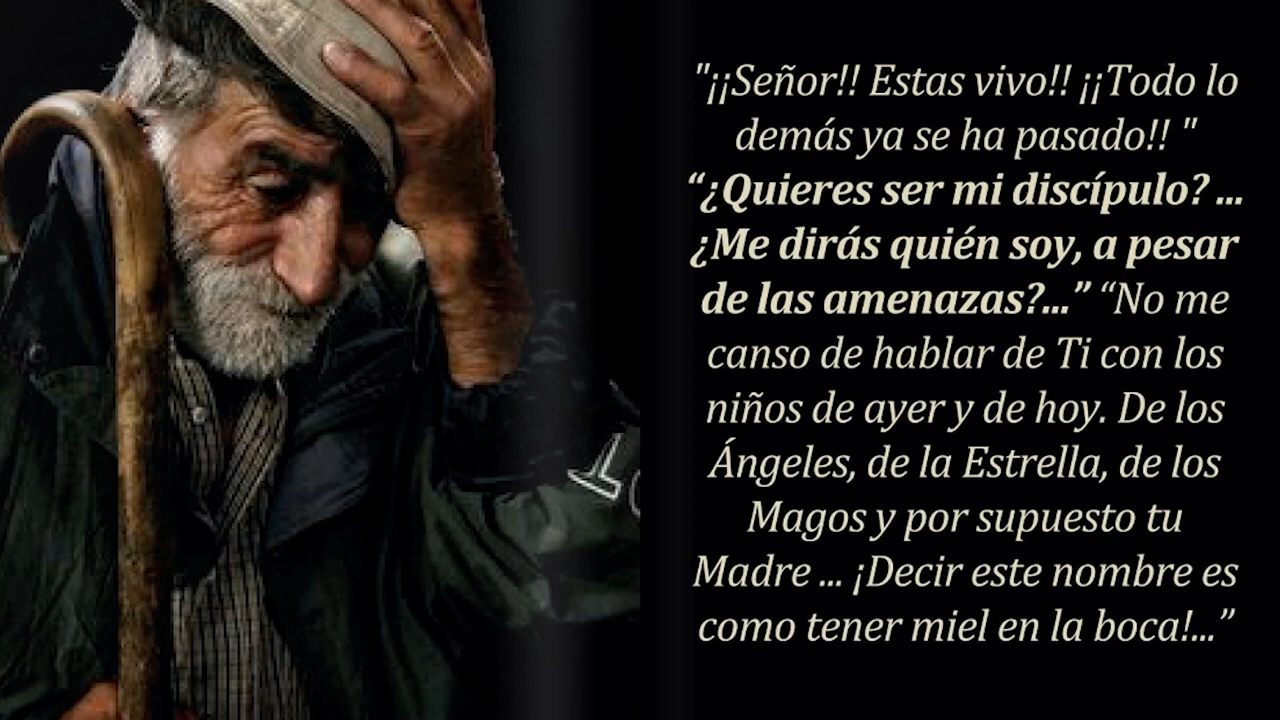 "¡¡Señor!! Estas vivo!! ¡¡Todo lo
demás ya se ha pasado!! "
“¿Quieres ser mi discípulo? ...
¿Me dirás quién soy, a pesar
de las amenazas?...” “No me
canso de hablar de Ti con los
niños de ayer y de hoy. De los
Ángeles, de la Estrella, de los
Magos y por supuesto tu
Madre ... ¡Decir este nombre es
como tener miel en la boca!...”